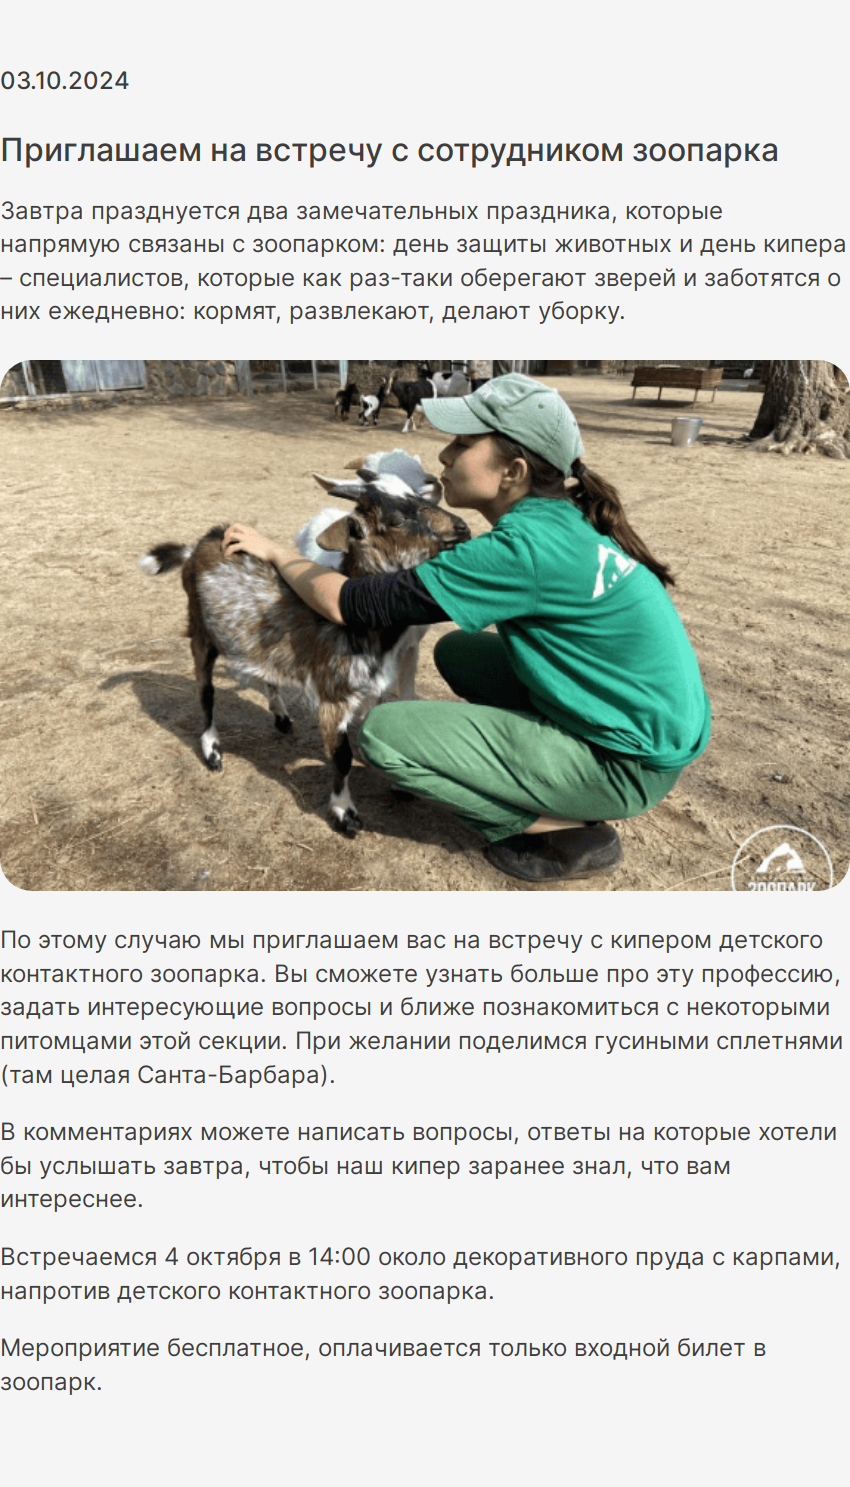 03.10.2024
Приглашаем на встречу с сотрудником зоопарка
Завтра празднуется два замечательных праздника, которые
напрямую связаны с зоопарком: день защиты животных и день кипера
– специалистов, которые как раз-таки оберегают зверей и заботятся о
них ежедневно: кормят, развлекают, делают уборку.
ЗООПАРК
По этому случаю мы приглашаем вас на встречу с кипером детского
контактного зоопарка. Вы сможете узнать больше про эту профессию,
задать интересующие вопросы и ближе познакомиться с некоторыми
питомцами этой секции. При желании поделимся гусиными сплетнями
(там целая Санта-Барбара).
В комментариях можете написать вопросы, ответы на которые хотели
бы услышать завтра, чтобы наш кипер заранее знал, что вам
интереснее.
Встречаемся 4 октября в 14:00 около декоративного пруда с карпами,
напротив детского контактного зоопарка.
Мероприятие бесплатное, оплачивается только входной билет в
зоопарк.